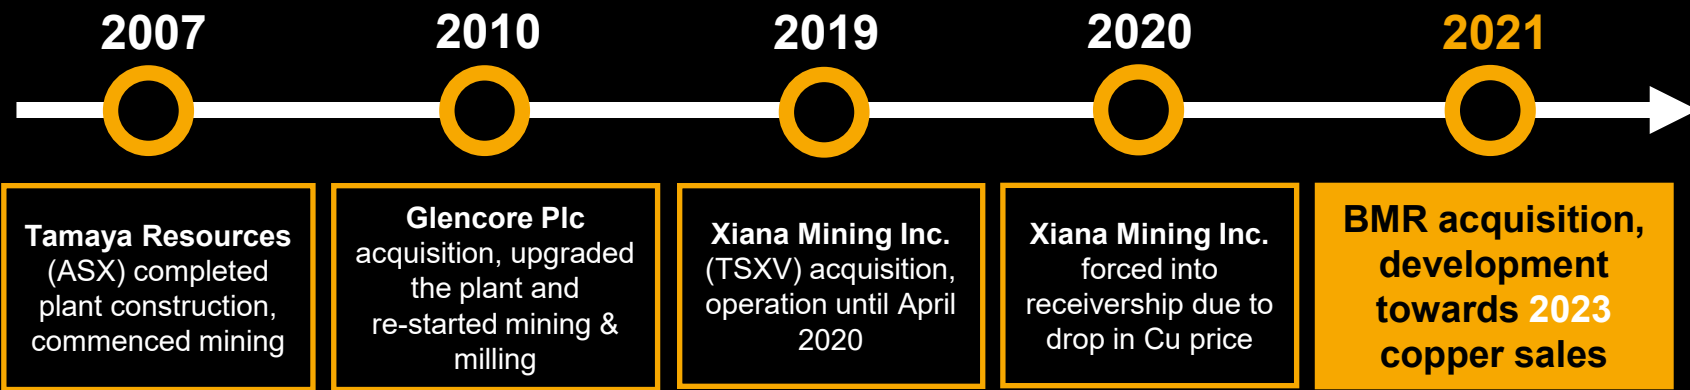 2007
2010
2019
2020
2021
Tamaya Resources
(ASX) completed
plant construction,
commenced mining
Glencore Plc
acquisition, upgraded
the plant and
re-started mining &
milling
Xiana Mining Inc.
(TSXV) acquisition,
operation until April
2020
Xiana Mining Inc.
forced into
receivership due to
drop in Cu price
BMR acquisition,
development
towards 2023
copper sales